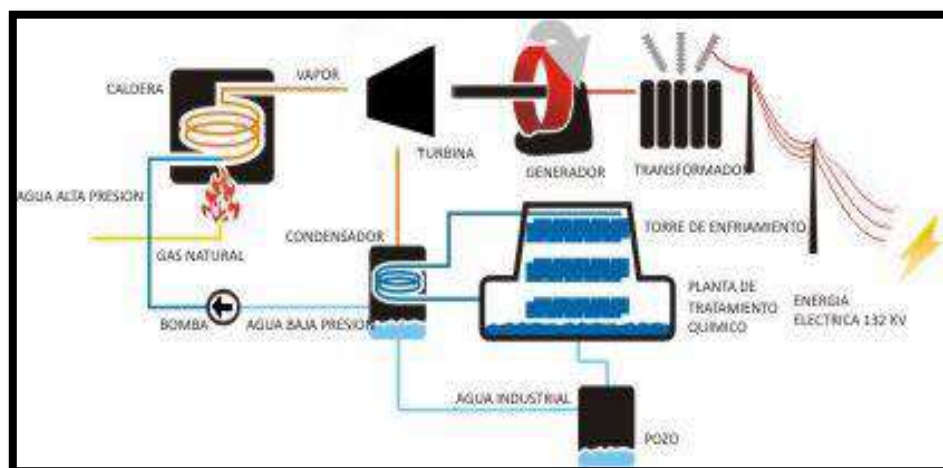 VAPOR
CALDERA
TURBINA
GENERADOR
TRANSFORMADOR
AGUA ALTA PRESION
GAS NATURAL
CONDENSADOR
TORRE DE ENFRIAMIENTO
PLANTA DE
TRATAMIENTO
QUIMICO
ENERGIA
ELECTRICA 132 KV
BOMBA
AGUA BAJA PRESION
AGUA INDUSTRIAL
POZO